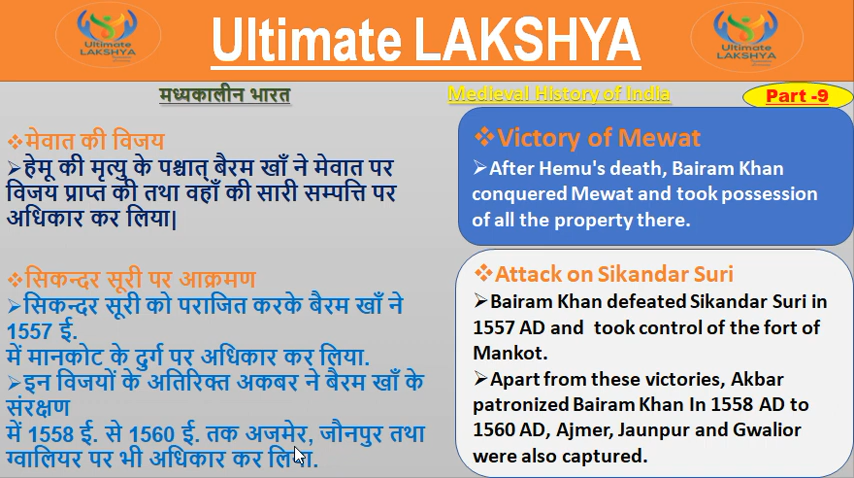 Ultimate LAKSHYA
Ultimate
LAKSHYA
Ultimate
LAKSHYA
मध्यकालीन भारत
Medieval History of India
Part -9
❖मेवात की विजय
➢हेमू की मृत्यु के पश्चात् बैरम खाँ ने मेवात पर
विजय प्राप्त की तथा वहाँ की सारी सम्पत्ति पर
अधिकार कर लिया|
❖सिकन्दर सूरी पर आक्रमण
➢सिकन्दर सूरी को पराजित करके बैरम खाँ ने
1557 ई.
में मानकोट के दुर्ग पर अधिकार कर लिया.
➢इन विजयों के अतिरिक्त अकबर ने बैरम खाँ के
संरक्षण
में 1558 ई. से 1560 ई. तक अजमेर, जौनपुर तथा
ग्वालियर पर भी अधिकार कर लिया.
❖Victory of Mewat
➢After Hemu's death, Bairam Khan
conquered Mewat and took possession
of all the property there.
❖Attack on Sikandar Suri
➢Bairam Khan defeated Sikandar Suri in
1557 AD and took control of the fort of
Mankot.
➢Apart from these victories, Akbar
patronized Bairam Khan In 1558 AD to
1560 AD, Ajmer, Jaunpur and Gwalior
were also captured.